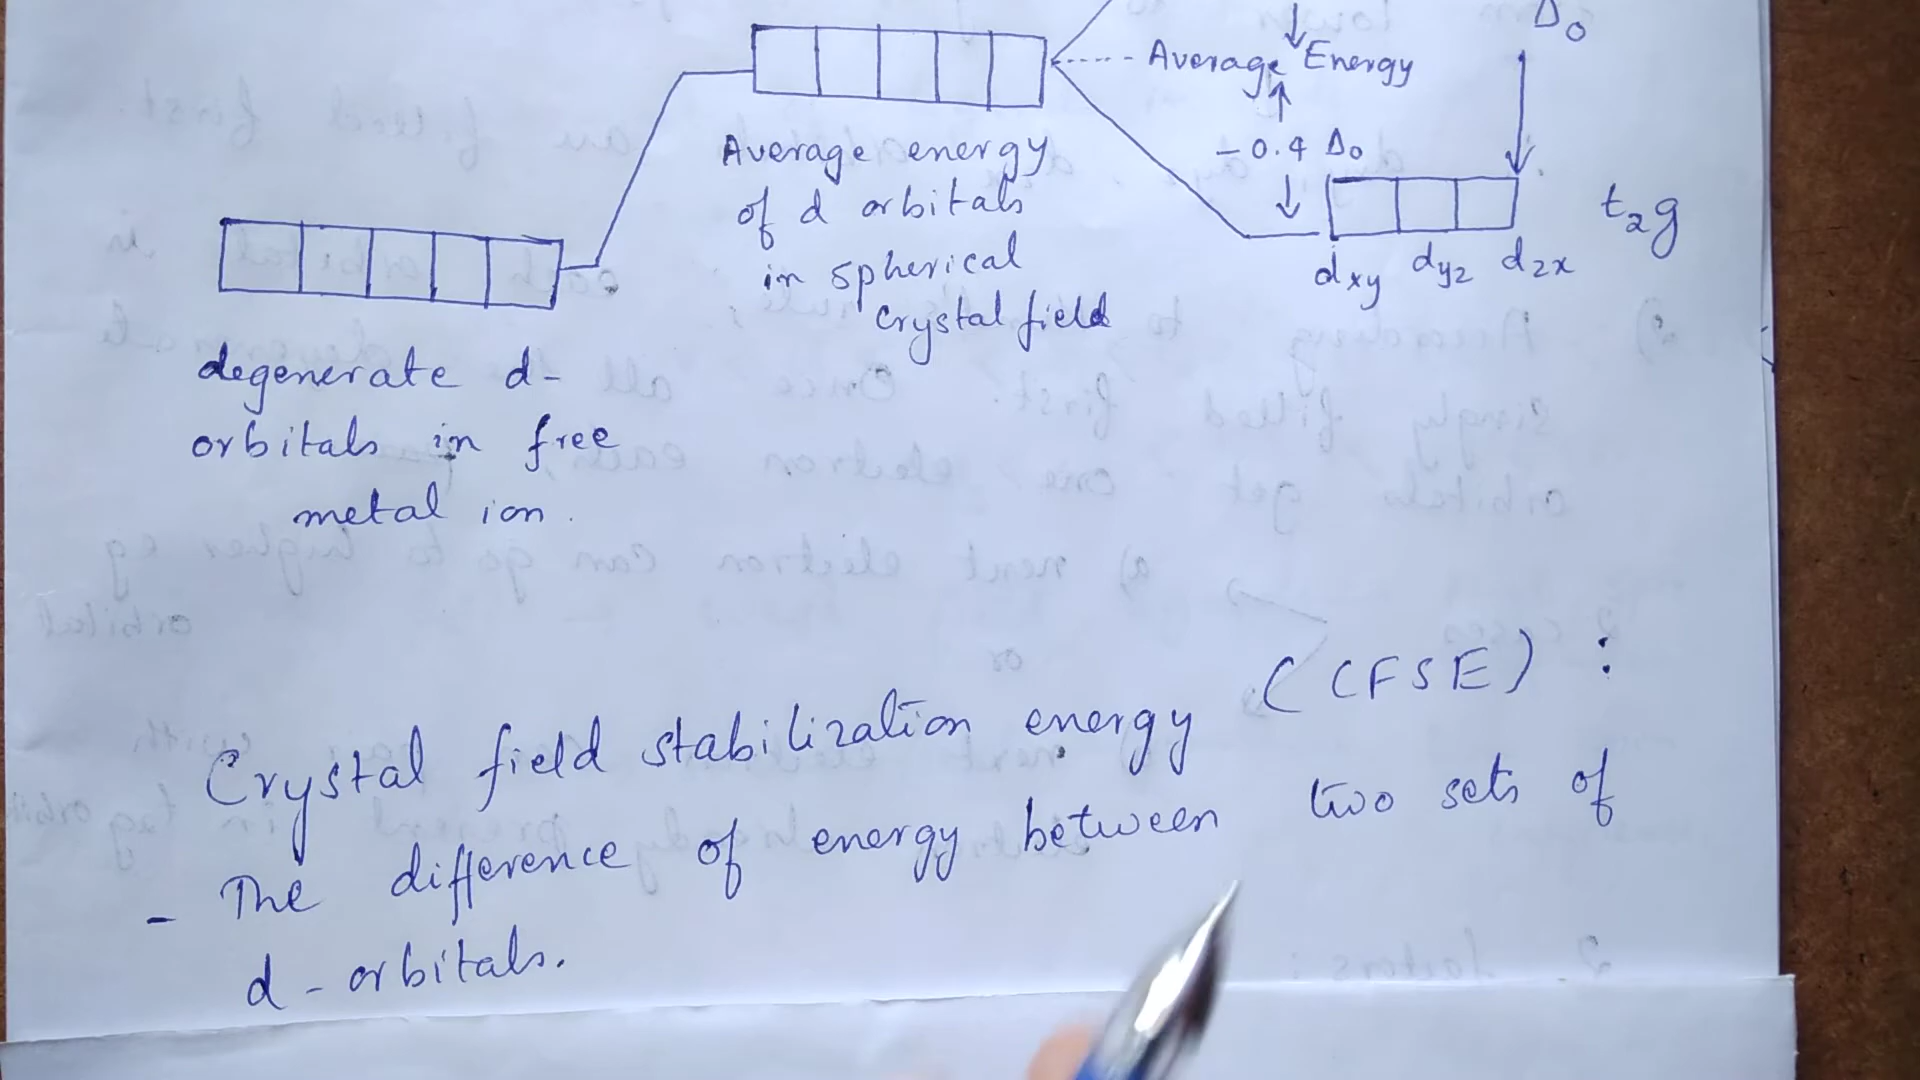 Δo
Average Energy
- 0.4 Δo
t2g
dxy dyz dzx
Average energy
of d orbitals
in spherical
crystal field
degenerate d-
orbitals in free
metal ion.
Crystal field stabilization energy (CFSE) :
- The difference of energy between two sets of
d-orbitals.